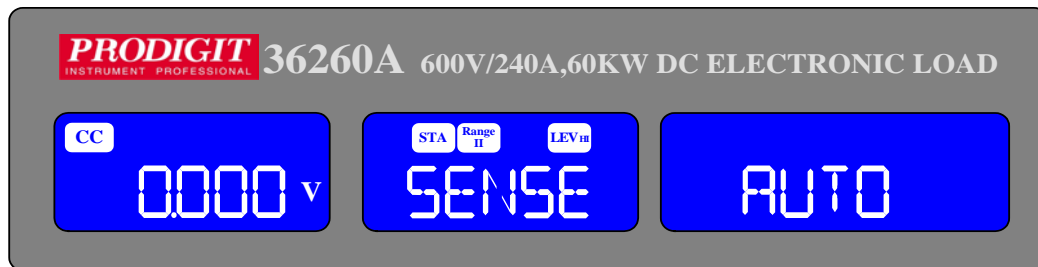 PRODIGIT
INSTRUMENT PROFESSIONAL
36260A 600V/240A,60KW DC ELECTRONIC LOAD
CC
0.000 V
STA Range II LEV HI
SENSE
AUTO